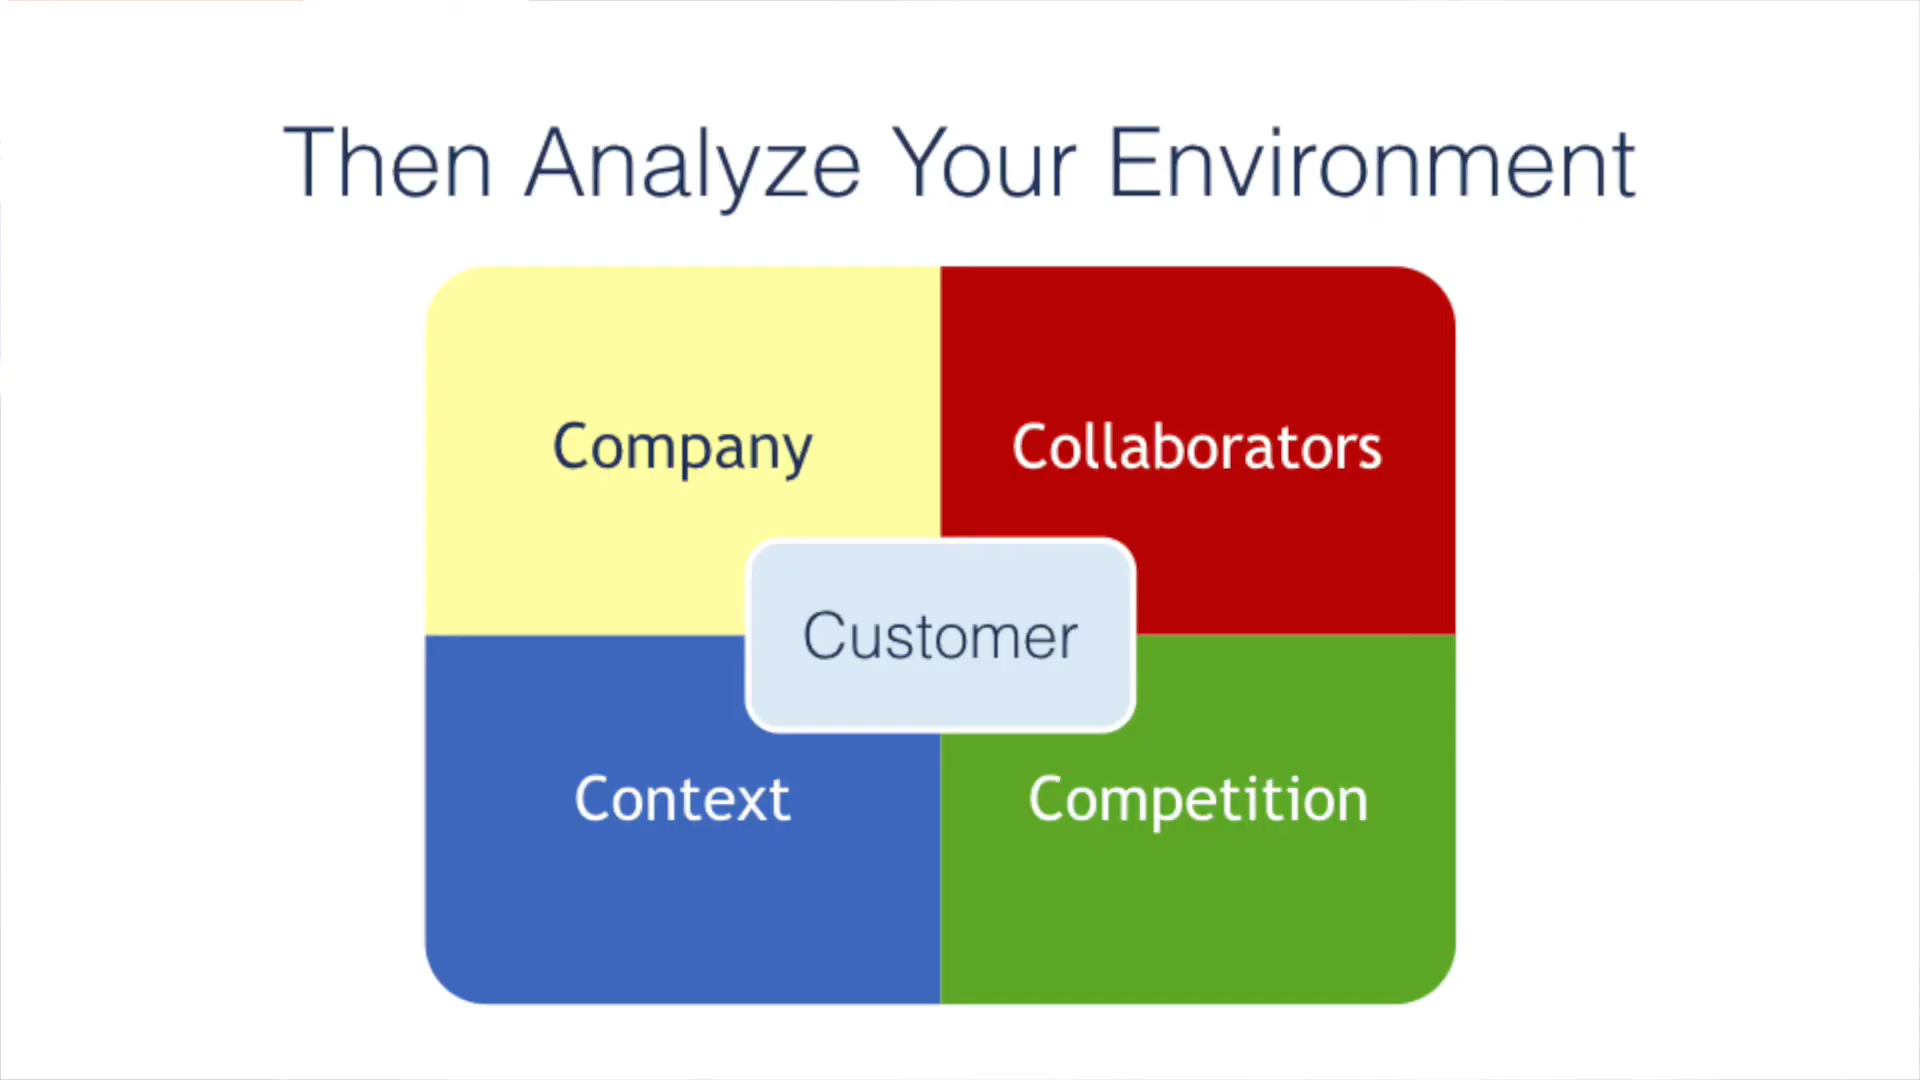 Then Analyze Your Environment
Company
Collaborators
Customer
Context
Competition